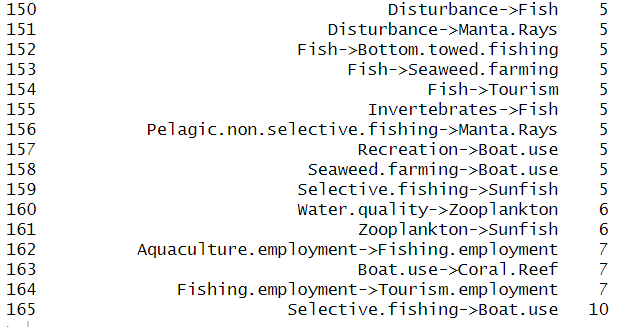 150 Disturbance->Fish 5
151 Disturbance->Manta.Rays 5
152 Fish->Bottom.towed.fishing 5
153 Fish->Seaweed.farming 5
154 Fish->Tourism 5
155 Invertebrates->Fish 5
156 Pelagic.non.selective.fishing->Manta.Rays 5
157 Recreation->Boat.use 5
158 Seaweed.farming->Boat.use 5
159 Selective.fishing->Sunfish 5
160 Water.quality->Zooplankton 6
161 Zooplankton->Sunfish 6
162 Aquaculture.employment->Fishing.employment 7
163 Boat.use->Coral.Reef 7
164 Fishing.employment->Tourism.employment 7
165 Selective.fishing->Boat.use 10